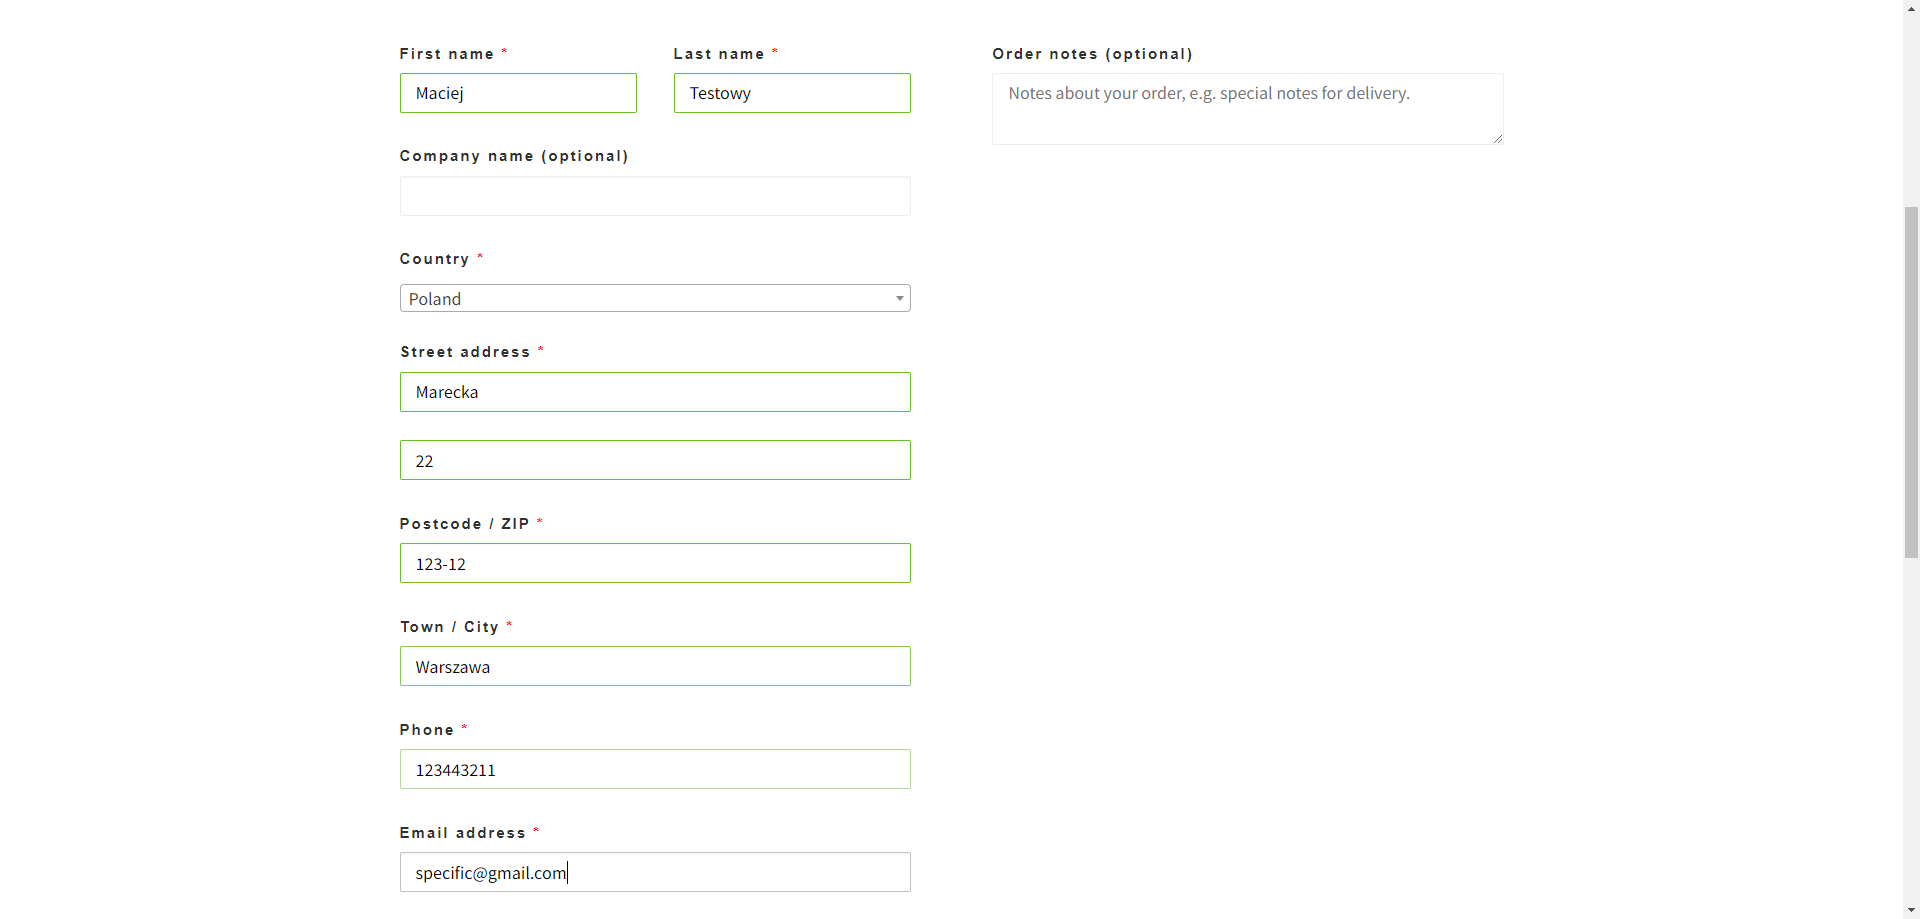 First name *
Maciej
Last name *
Testowy
Company name (optional)
Country *
Poland
Street address *
Marecka
22
Postcode / ZIP *
123-12
Town / City *
Warszawa
Phone *
123443211
Email address *
specific@gmail.com
Order notes (optional)
Notes about your order, e.g. special notes for delivery.